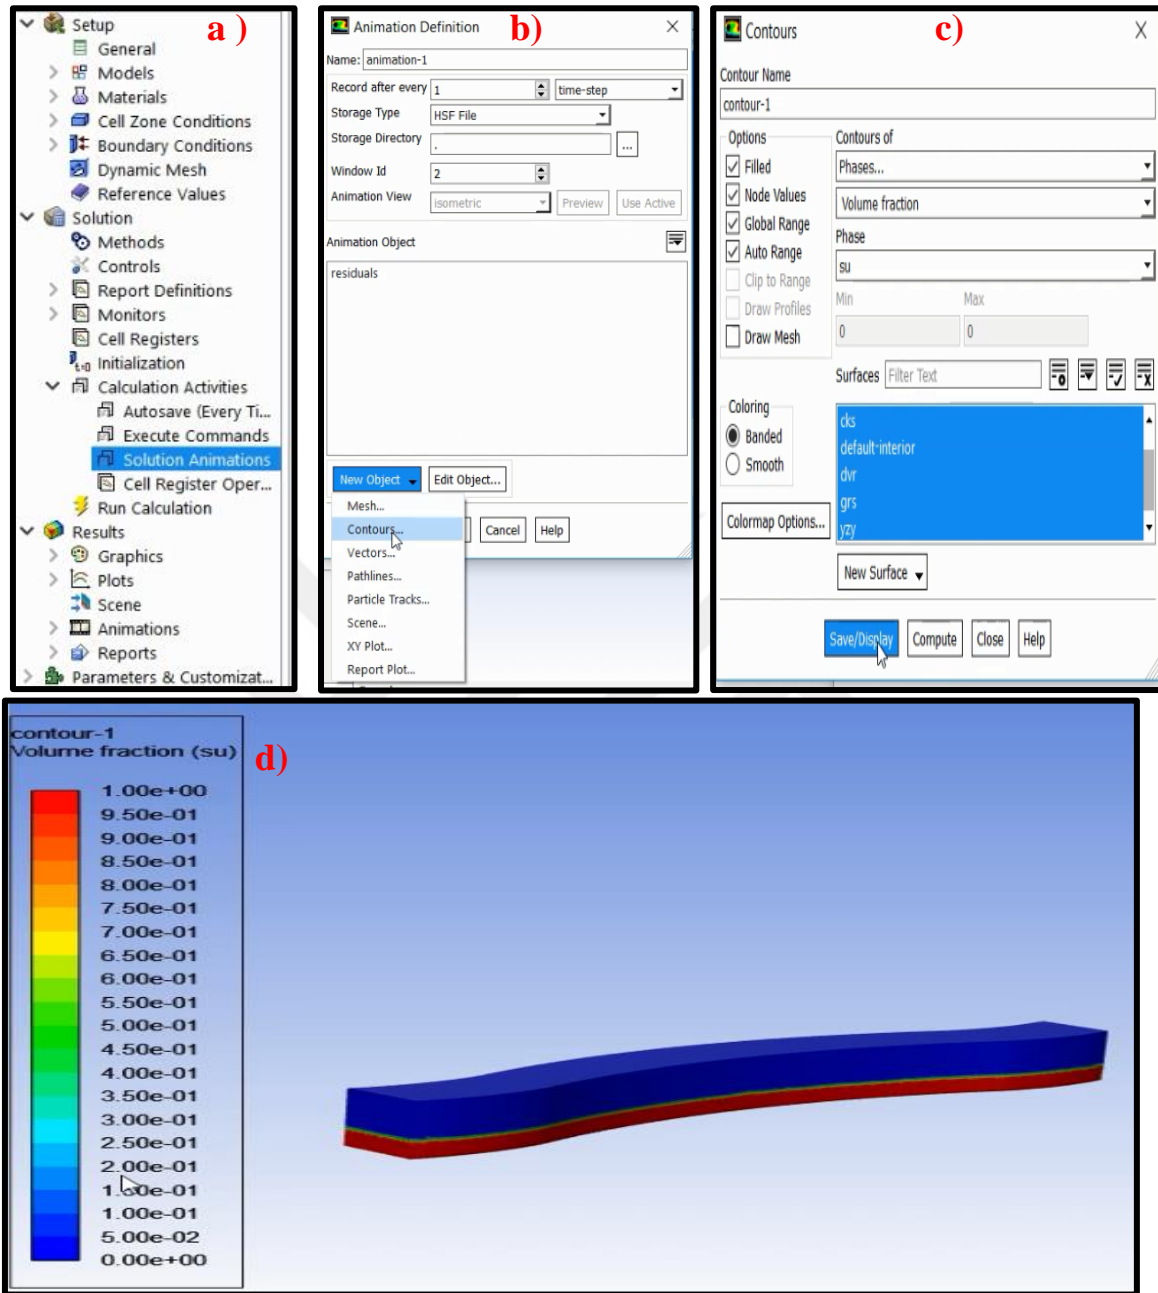 a )
Setup
General
Models
Materials
Cell Zone Conditions
Boundary Conditions
Dynamic Mesh
Reference Values
Solution
Methods
Controls
Report Definitions
Monitors
Cell Registers
t=0 Initialization
Calculation Activities
Autosave (Every Ti...
Execute Commands
Solution Animations
Cell Register Oper...
Run Calculation
Results
Graphics
Plots
Scene
Animations
Reports
Parameters & Customizat...
b)
Animation Definition
Name: animation-1
Record after every 1 time-step
Storage Type HSF File
Storage Directory . ...
Window Id 2
Animation View isometric Preview Use Active
Animation Object
residuals
New Object Edit Object...
Mesh...
Contours... Cancel Help
Vectors...
Pathlines...
Particle Tracks...
Scene...
XY Plot...
Report Plot...
c)
Contours
Contour Name
contour-1
Options
Filled
Node Values
Global Range
Auto Range
Clip to Range
Draw Profiles
Draw Mesh
Contours of
Phases...
Volume fraction
Phase
su
Min Max
0 0
Surfaces Filter Text
Coloring
Banded
Smooth
Colormap Options...
cks
default-interior
dvr
grs
yzy
New Surface
Save/Display Compute Close Help
d)
contour-1
Volume fraction (su)
1.00e+00
9.50e-01
9.00e-01
8.50e-01
8.00e-01
7.50e-01
7.00e-01
6.50e-01
6.00e-01
5.50e-01
5.00e-01
4.50e-01
4.00e-01
3.50e-01
3.00e-01
2.50e-01
2.00e-01
1.50e-01
1.00e-01
5.00e-02
0.00e+00